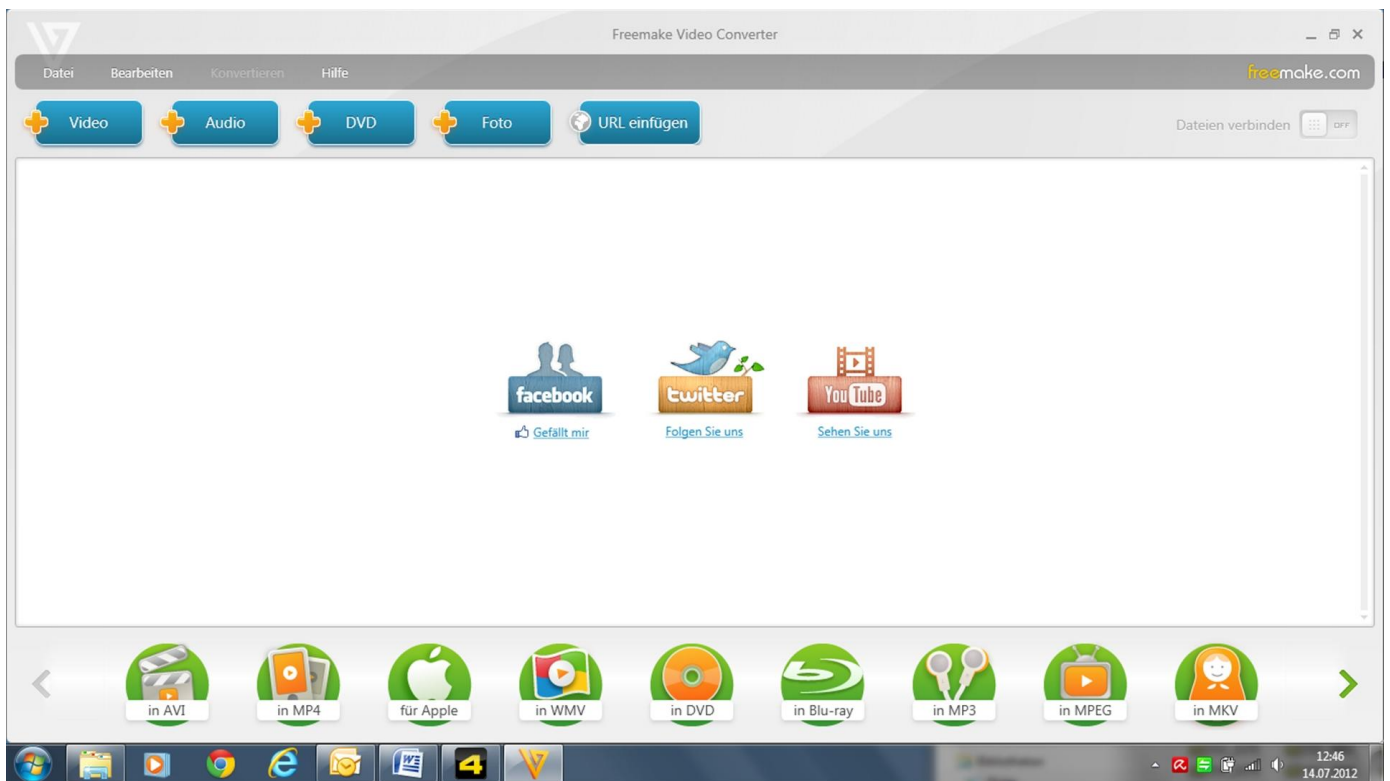 Freemake Video Converter
Datei Bearbeiten Konvertieren Hilfe freemake.com
Video Audio DVD Foto URL einfügen Dateien verbinden OFF
facebook twitter You Tube
Gefällt mir Folgen Sie uns Sehen Sie uns
in AVI in MP4 für Apple in WMV in DVD in Blu-ray in MP3 in MPEG in MKV
12:46
14.07.2012